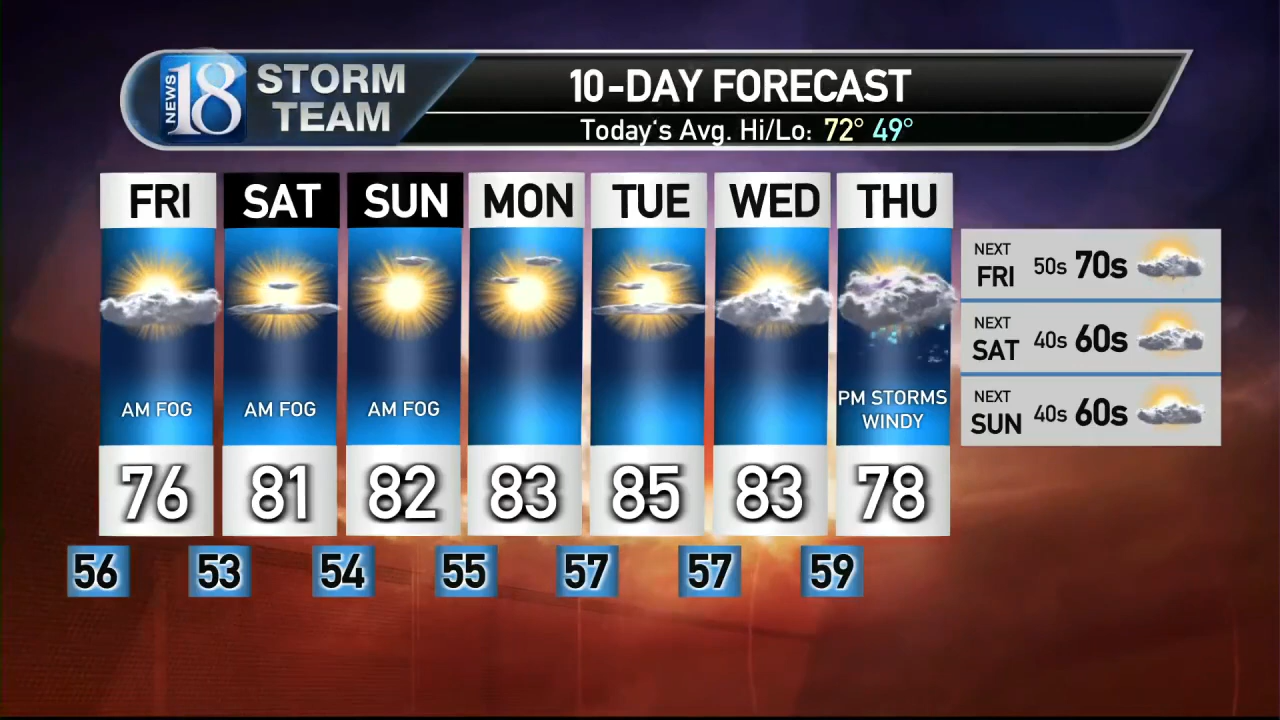 NEWS 18 STORM TEAM
10-DAY FORECAST
Today's Avg. Hi/Lo: 72° 49°
FRI SAT SUN MON TUE WED THU
AM FOG AM FOG AM FOG PM STORMS
WINDY
76 81 82 83 85 83 78
56 53 54 55 57 57 59
NEXT
FRI 50s 70s
NEXT
SAT 40s 60s
NEXT
SUN 40s 60s